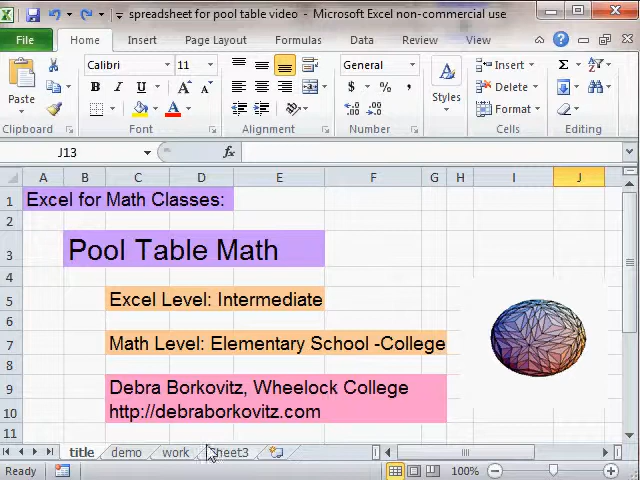 spreadsheet for pool table video - Microsoft Excel non-commercial use
File Home Insert Page Layout Formulas Data Review View
Calibri 11 General Insert
B I U $ % , Delete
Paste Styles Format
Clipboard Font Alignment Number Cells Editing
J13 fx
A B C D E F G H I J
1 Excel for Math Classes:
2
3 Pool Table Math
4
5 Excel Level: Intermediate
6
7 Math Level: Elementary School -College
8
9 Debra Borkovitz, Wheelock College
10 http://debraborkovitz.com
11
title demo work Sheet3
Ready 100%